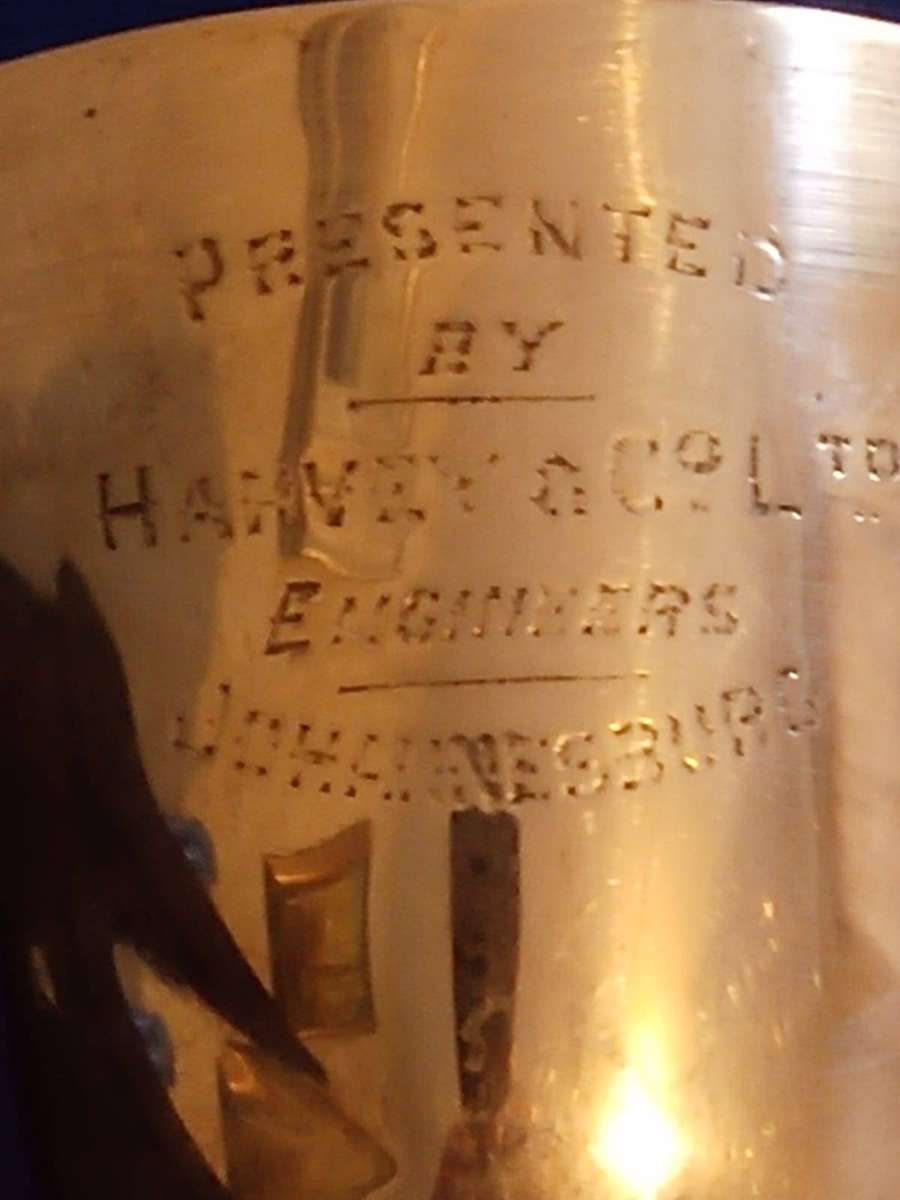 PRESENTED
BY
HARVEY & Cº LTD
ENGINEERS
JOHANNESBURG